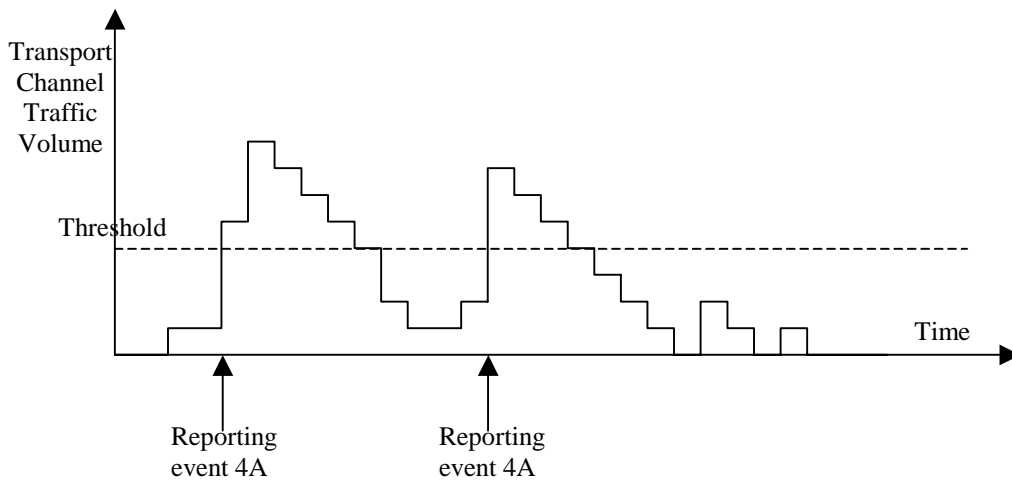 Transport
Channel
Traffic
Volume
Threshold
Time
Reporting
event 4A
Reporting
event 4A